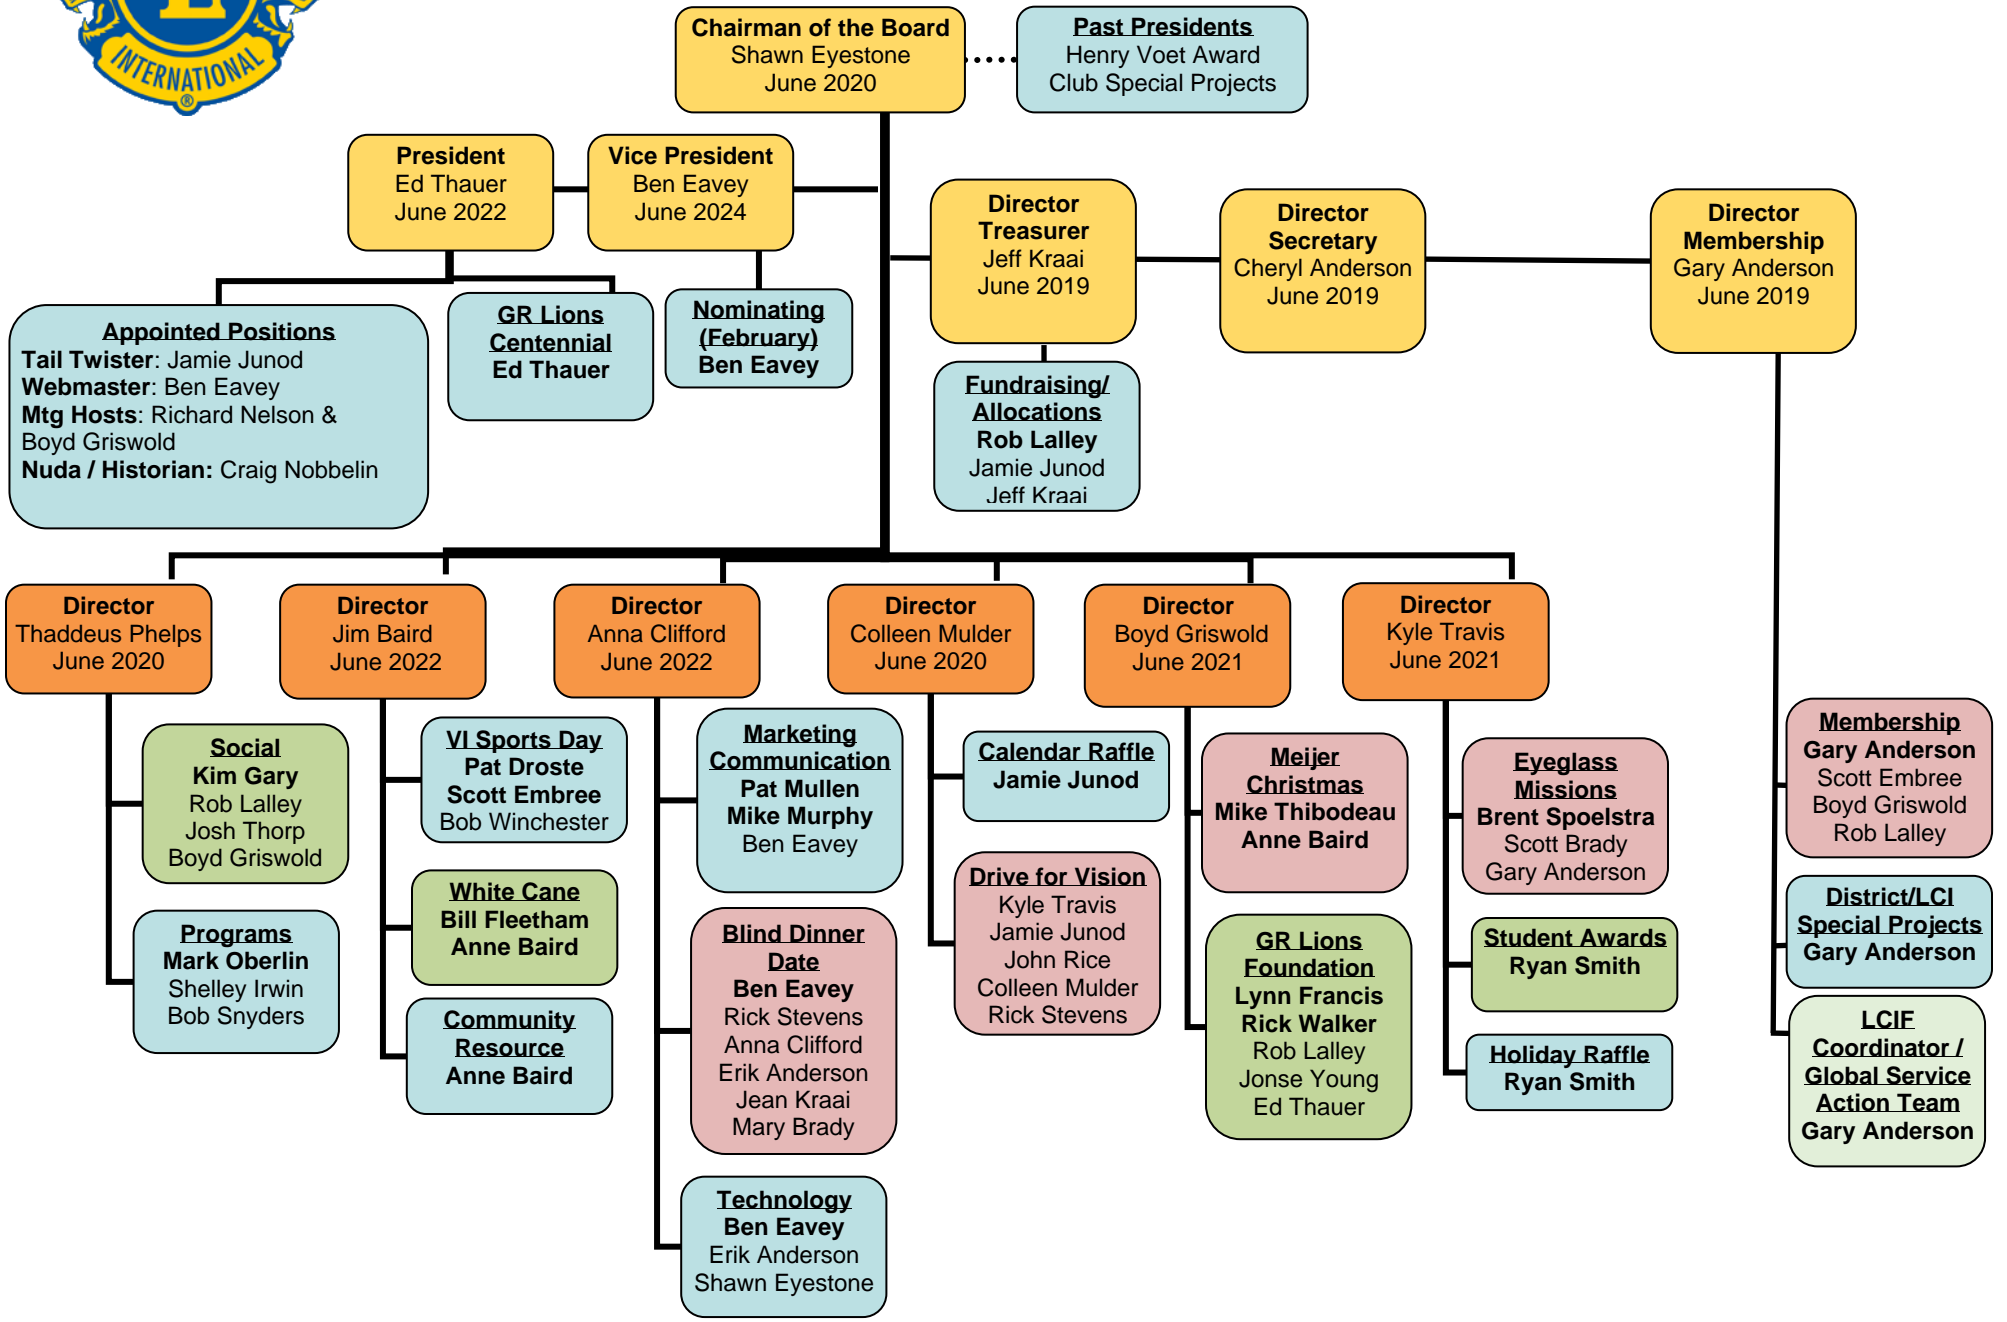 L
INTERNATIONAL
®
Chairman of the Board
Shawn Eyestone
June 2020
Past Presidents
Henry Voet Award
Club Special Projects
President
Ed Thauer
June 2022
Vice President
Ben Eavey
June 2024
Director
Treasurer
Jeff Kraai
June 2019
Director
Secretary
Cheryl Anderson
June 2019
Director
Membership
Gary Anderson
June 2019
Appointed Positions
Tail Twister: Jamie Junod
Webmaster: Ben Eavey
Mtg Hosts: Richard Nelson &
Boyd Griswold
Nuda / Historian: Craig Nobbelin
GR Lions
Centennial
Ed Thauer
Nominating
(February)
Ben Eavey
Fundraising/
Allocations
Rob Lalley
Jamie Junod
Jeff Kraai
Director
Thaddeus Phelps
June 2020
Director
Jim Baird
June 2022
Director
Anna Clifford
June 2022
Director
Colleen Mulder
June 2020
Director
Boyd Griswold
June 2021
Director
Kyle Travis
June 2021
Social
Kim Gary
Rob Lalley
Josh Thorp
Boyd Griswold
Programs
Mark Oberlin
Shelley Irwin
Bob Snyders
VI Sports Day
Pat Droste
Scott Embree
Bob Winchester
White Cane
Bill Fleetham
Anne Baird
Community
Resource
Anne Baird
Marketing
Communication
Pat Mullen
Mike Murphy
Ben Eavey
Blind Dinner
Date
Ben Eavey
Rick Stevens
Anna Clifford
Erik Anderson
Jean Kraai
Mary Brady
Technology
Ben Eavey
Erik Anderson
Shawn Eyestone
Calendar Raffle
Jamie Junod
Drive for Vision
Kyle Travis
Jamie Junod
John Rice
Colleen Mulder
Rick Stevens
Meijer
Christmas
Mike Thibodeau
Anne Baird
GR Lions
Foundation
Lynn Francis
Rick Walker
Rob Lalley
Jonse Young
Ed Thauer
Eyeglass
Missions
Brent Spoelstra
Scott Brady
Gary Anderson
Student Awards
Ryan Smith
Holiday Raffle
Ryan Smith
Membership
Gary Anderson
Scott Embree
Boyd Griswold
Rob Lalley
District/LCI
Special Projects
Gary Anderson
LCIF
Coordinator /
Global Service
Action Team
Gary Anderson